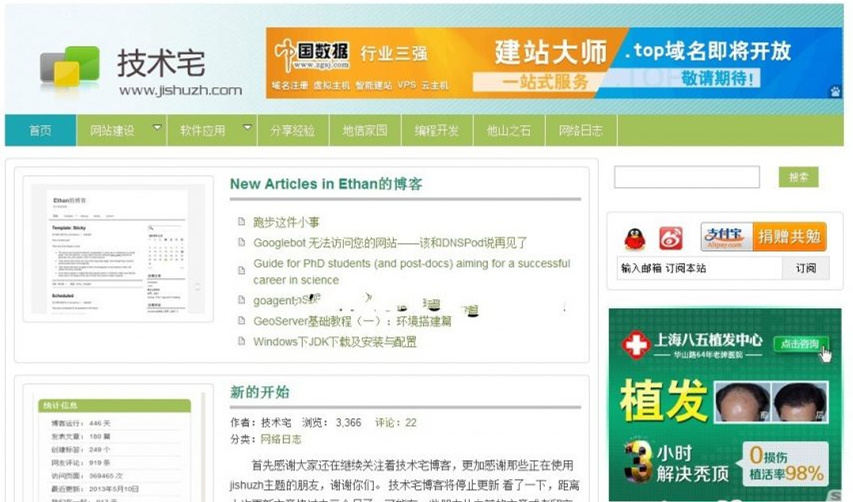 技术宅
www.jishuzh.com
中国数据
www.zgsj.com
行业三强
域名注册 虚拟主机 智能建站 VPS 云主机
建站大师
一站式服务
.top域名即将开放
敬请期待！
首页
网站建设
软件应用
分享经验
地信家园
编程开发
他山之石
网络日志
Ethan的博客
Template: Sticky
Scheduled
New Articles in Ethan的博客
跑步这件小事
Googlebot 无法访问您的网站——该和DNSPod说再见了
Guide for PhD students (and post-docs) aiming for a successful
career in science
goagent
GeoServer基础教程（一）：环境搭建篇
Windows下JDK下载及安装与配置
搜索
支付宝
Alipay.com
捐赠共勉
输入邮箱 订阅本站
订阅
上海八五植发中心
华山路64年老牌医院
点击咨询
植发
3小时
解决秃顶
0损伤
植活率98%
统计信息
博客运行： 446 天
发表文章： 180 篇
创建标签： 249 个
网友评论： 919 条
访问页面： 369465 次
最近更新： 2013年5月10日
新的开始
作者：技术宅 浏览： 3,366 评论：22
分类：网络日志
首先感谢大家还在继续关注着技术宅博客，更加感谢那些正在使用
jishuzh主题的朋友，谢谢你们。 技术宅博客将停止更新 看了一下，距离